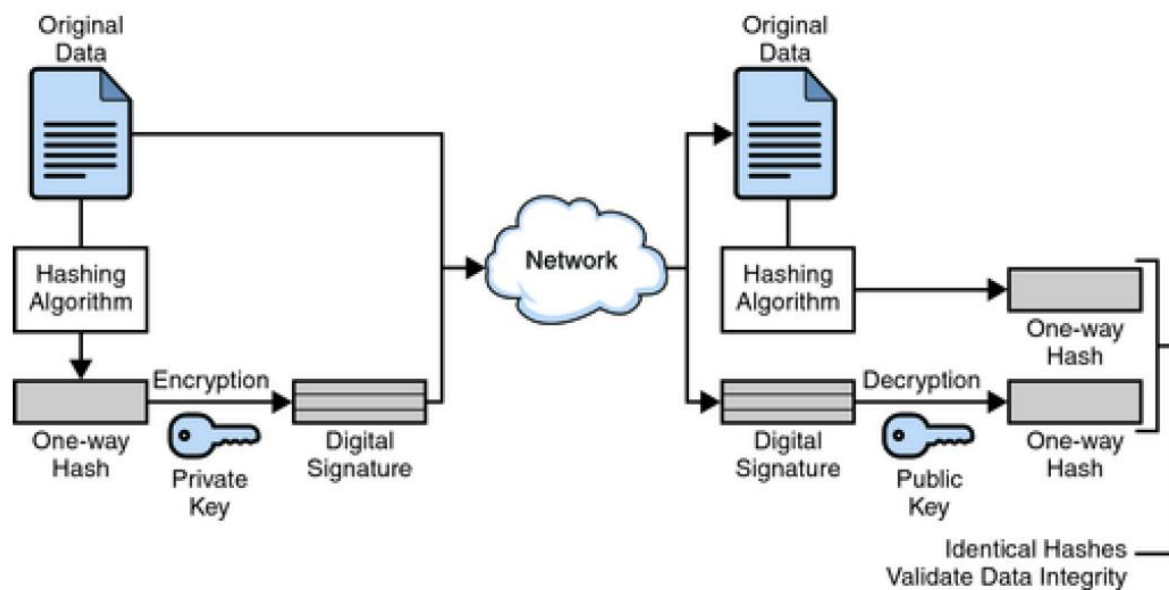 Original
Data
Hashing
Algorithm
One-way
Hash
Encryption
Private
Key
Digital
Signature
Network
Original
Data
Hashing
Algorithm
One-way
Hash
Digital
Signature
Decryption
Public
Key
One-way
Hash
Identical Hashes
Validate Data Integrity